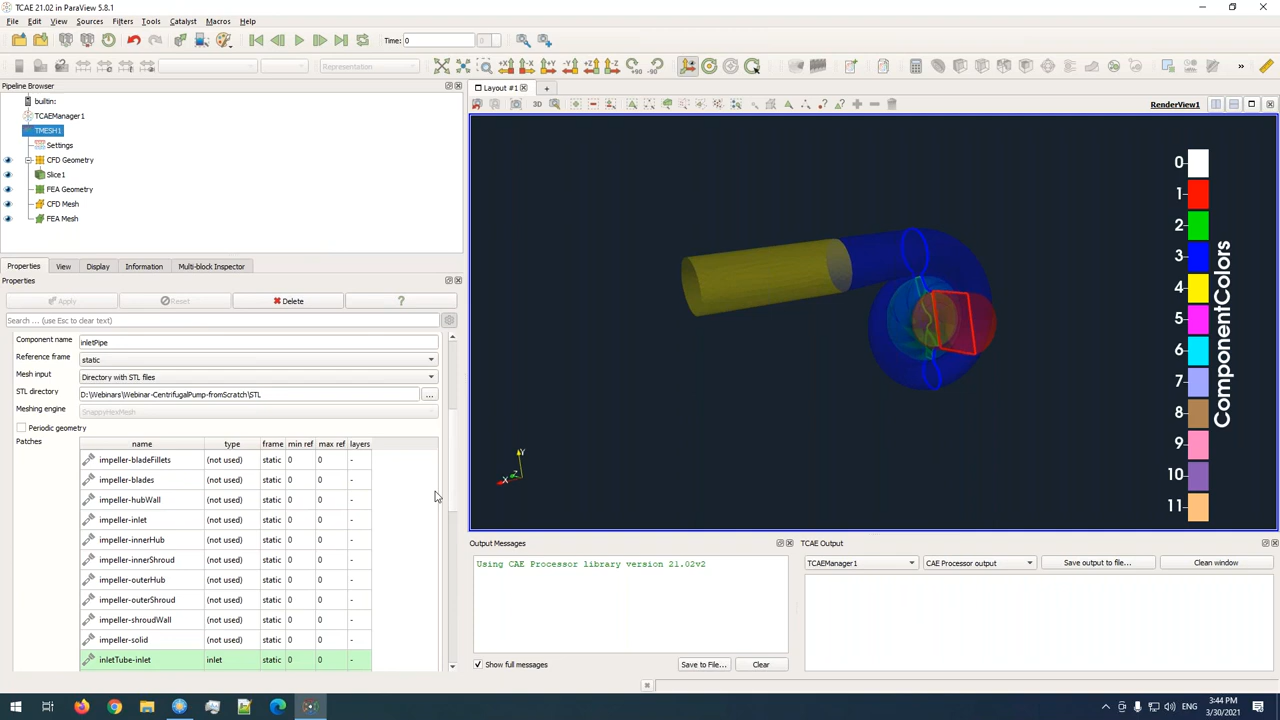 TCAE 21.02 in ParaView 5.8.1
File Edit View Sources Filters Tools Catalyst Macros Help
Time: 0 0
Representation
Pipeline Browser
builtin:
TCAEManager1
TMESH1
Settings
CFD Geometry
Slice1
FEA Geometry
CFD Mesh
FEA Mesh
Properties View Display Information Multi-block Inspector
Properties
Apply Reset Delete ?
Search ... (use Esc to clear text)
Component name inletPipe
Reference frame static
Mesh input Directory with STL files
STL directory D:\Webinars\Webinar-CentrifugalPump-fromScratch\STL ...
Meshing engine SnappyHexMesh
Periodic geometry
Patches name type frame min ref max ref layers
impeller-bladeFillets (not used) static 0 0 -
impeller-blades (not used) static 0 0 -
impeller-hubWall (not used) static 0 0 -
impeller-inlet (not used) static 0 0 -
impeller-innerHub (not used) static 0 0 -
impeller-innerShroud (not used) static 0 0 -
impeller-outerHub (not used) static 0 0 -
impeller-outerShroud (not used) static 0 0 -
impeller-shroudWall (not used) static 0 0 -
impeller-solid (not used) static 0 0 -
inletTube-inlet inlet static 0 0 -
Layout #1 +
3D
RenderView1
0
1
2
3
4
5
6
7
8
9
10
11
ComponentColors
Y
X
Z
Output Messages
Using CAE Processor library version 21.02v2
Show full messages Save to File... Clear
TCAE Output
TCAEManager1 CAE Processor output Save output to file... Clean window
ENG
3:44 PM
3/30/2021